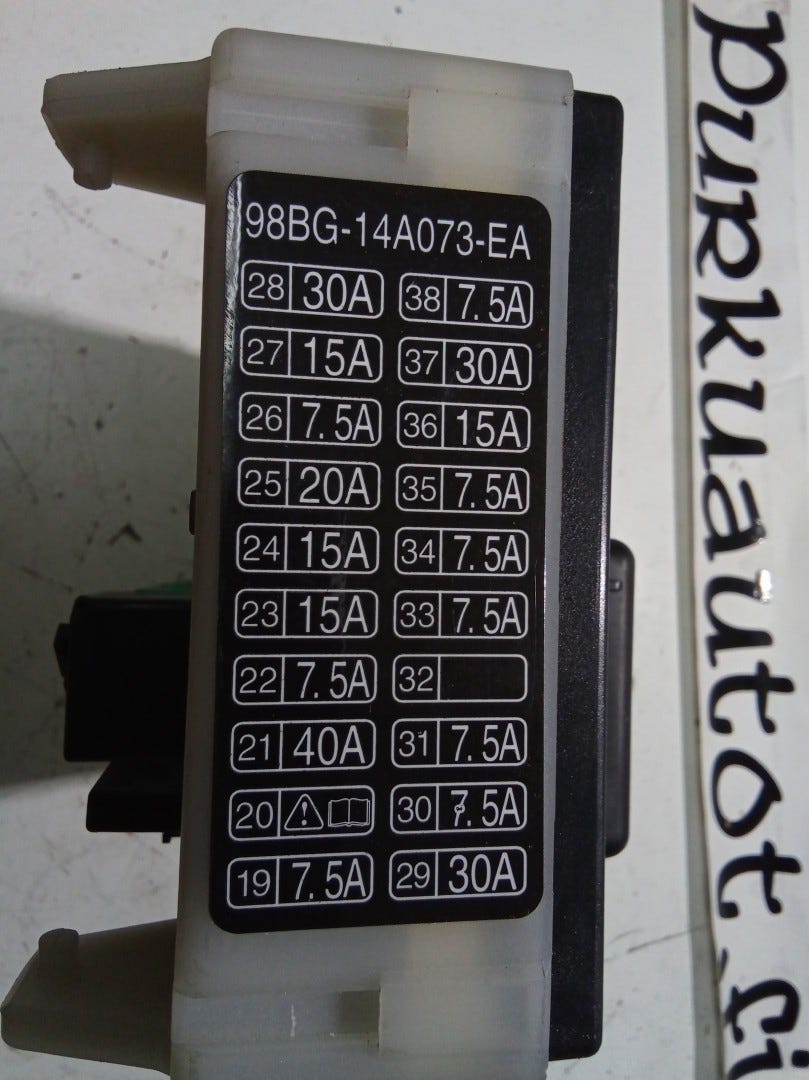 98BG-14A073-EA
28 30A 38 7.5A
27 15A 37 30A
26 7.5A 36 15A
25 20A 35 7.5A
24 15A 34 7.5A
23 15A 33 7.5A
22 7.5A 32
21 40A 31 7.5A
20 30 7.5A
19 7.5A 29 30A
purkuautot.fi